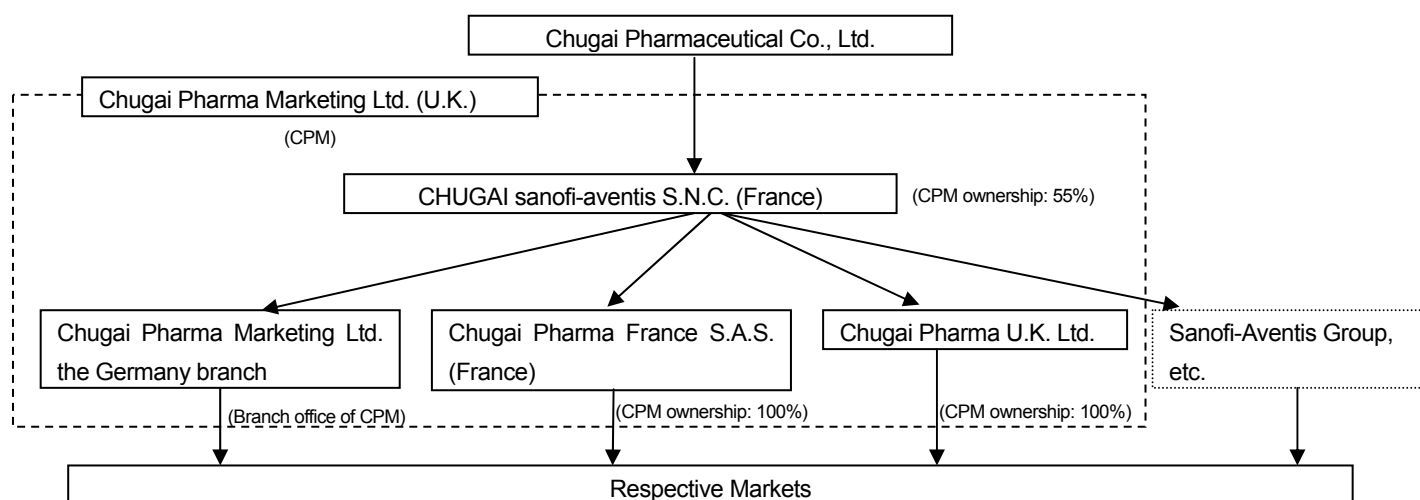 Chugai Pharmaceutical Co., Ltd.
Chugai Pharma Marketing Ltd. (U.K.)
(CPM)
CHUGAI sanofi-aventis S.N.C. (France)
(CPM ownership: 55%)
Chugai Pharma Marketing Ltd.
the Germany branch
Chugai Pharma France S.A.S.
(France)
Chugai Pharma U.K. Ltd.
Sanofi-Aventis Group,
etc.
(Branch office of CPM)
(CPM ownership: 100%)
(CPM ownership: 100%)
Respective Markets